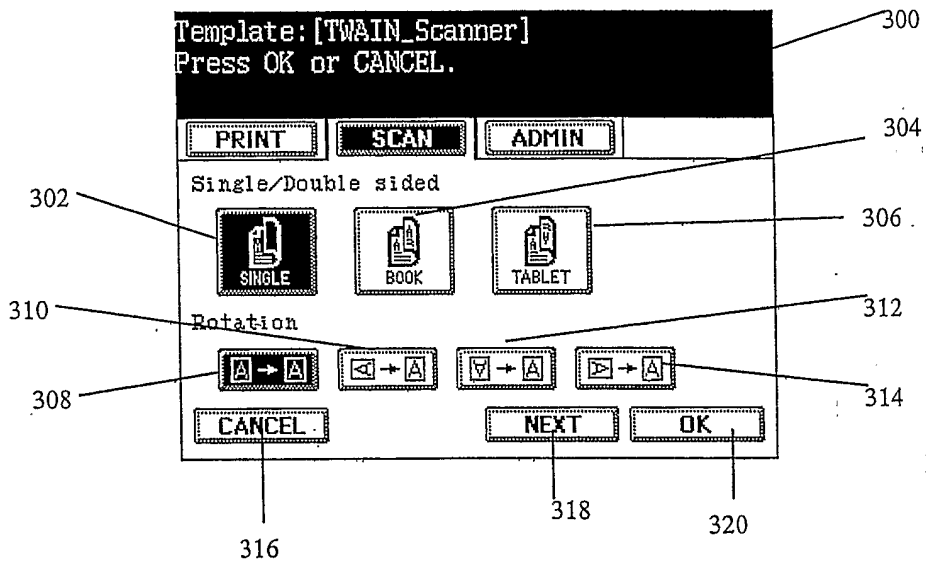 Template:[TWAIN_Scanner]
Press OK or CANCEL.
300
PRINT SCAN ADMIN
304
Single/Double sided
302
306
SINGLE BOOK TABLET
310
312
Rotation
A → A A → A A → A A → A
308
314
CANCEL NEXT OK
316
318
320